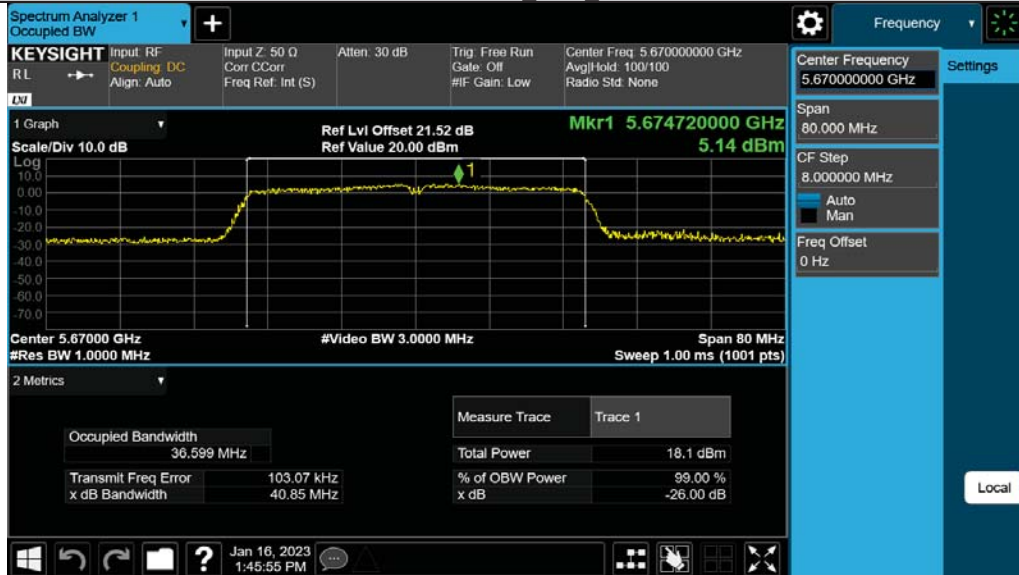 Spectrum Analyzer 1
Occupied BW
Frequency
KEYSIGHT
RL
LXI
Input: RF
Coupling: DC
Align: Auto
Input Z: 50 Ω
Corr CCorr
Freq Ref: Int (S)
Atten: 30 dB
Trig: Free Run
Gate: Off
#IF Gain: Low
Center Freq: 5.670000000 GHz
Avg|Hold: 100/100
Radio Std: None
1 Graph
Scale/Div 10.0 dB
Ref Lvl Offset 21.52 dB
Ref Value 20.00 dBm
Mkr1 5.674720000 GHz
5.14 dBm
Log
10.0
0.00
-10.0
-20.0
-30.0
-40.0
-50.0
-60.0
-70.0
1
Center 5.67000 GHz
#Res BW 1.0000 MHz
#Video BW 3.0000 MHz
Span 80 MHz
Sweep 1.00 ms (1001 pts)
2 Metrics
Measure Trace
Trace 1
Occupied Bandwidth
36.599 MHz
Total Power
18.1 dBm
Transmit Freq Error
103.07 kHz
% of OBW Power
99.00 %
x dB Bandwidth
40.85 MHz
x dB
-26.00 dB
Center Frequency
5.670000000 GHz
Settings
Span
80.000 MHz
CF Step
8.000000 MHz
Auto
Man
Freq Offset
0 Hz
Local
?
Jan 16, 2023
1:45:55 PM